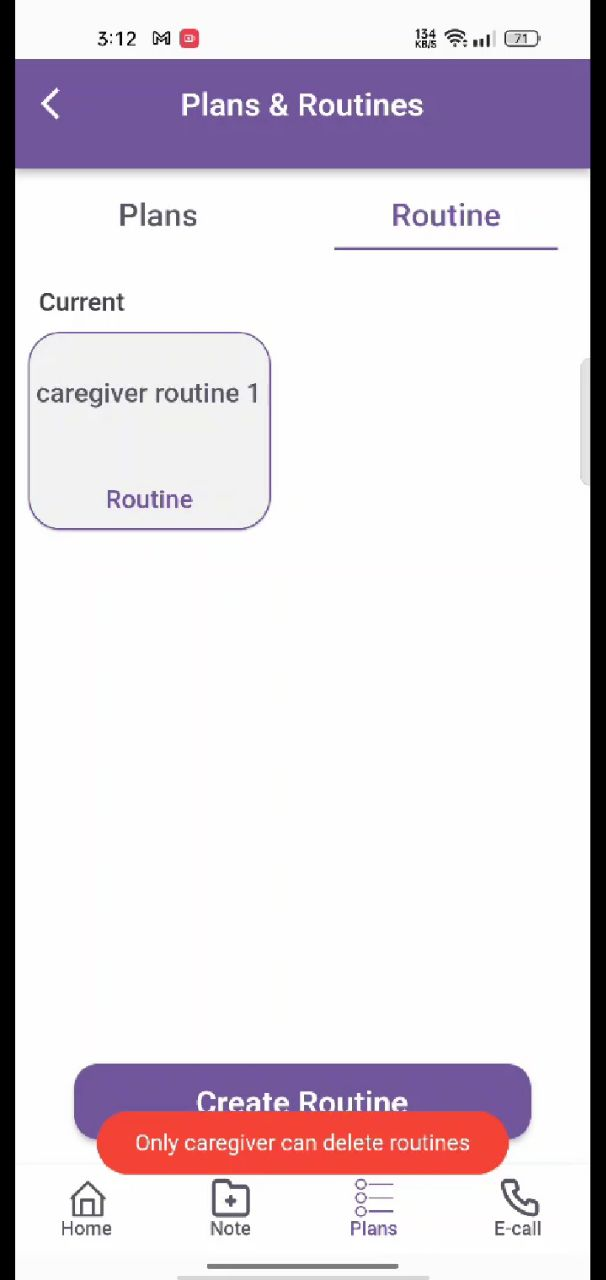 3:12
134 KB/S
71
Plans & Routines
Plans Routine
Current
caregiver routine 1
Routine
Create Routine
Only caregiver can delete routines
Home Note Plans E-call